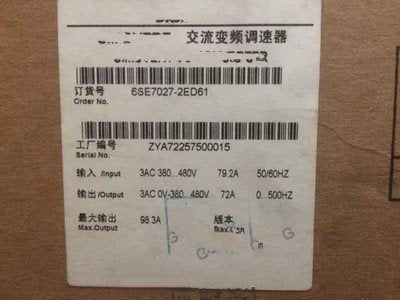 交流变频调速器
订货号 6SE7027-2ED61
Order No.
工厂编号 ZYA72257500015
Serial No.
输入 /Input 3AC 380...480V 79.2A 50/60HZ
输出 /Output 3AC 0V-380...480V 72A 0...500HZ
最大输出 98.3A 版本
Max.Output